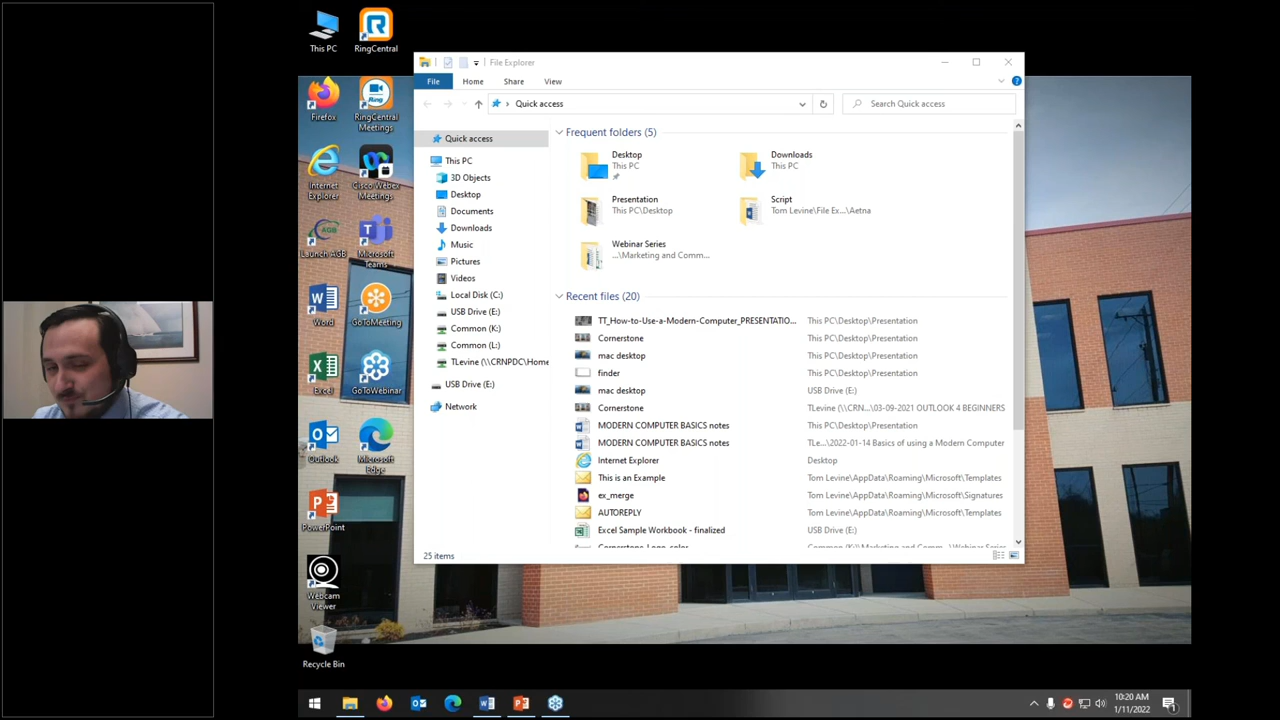 This PC
RingCentral
Firefox
RingCentral
Meetings
Internet
Explorer
Cisco Webex
Meetings
Launch AGB
Microsoft
Teams
Word
GoToMeeting
Excel
GoToWebinar
Outlook
Microsoft
Edge
PowerPoint
Webcam
Viewer
Recycle Bin
File Explorer
File Home Share View
Quick access
Search Quick access
Quick access
This PC
3D Objects
Desktop
Documents
Downloads
Music
Pictures
Videos
Local Disk (C:)
USB Drive (E:)
Common (K:)
Common (L:)
TLevine (\\CRNPDC\Home
USB Drive (E:)
Network
Frequent folders (5)
Desktop
This PC
Downloads
This PC
Presentation
This PC\Desktop
Script
Tom Levine\File Ex...\Aetna
Webinar Series
...\Marketing and Comm...
Recent files (20)
TT_How-to-Use-a-Modern-Computer_PRESENTATIO... This PC\Desktop\Presentation
Cornerstone This PC\Desktop\Presentation
mac desktop This PC\Desktop\Presentation
finder This PC\Desktop\Presentation
mac desktop USB Drive (E:)
Cornerstone TLevine (\\CRN...\03-09-2021 OUTLOOK 4 BEGINNERS
MODERN COMPUTER BASICS notes This PC\Desktop\Presentation
MODERN COMPUTER BASICS notes TLe...\2022-01-14 Basics of using a Modern Computer
Internet Explorer Desktop
This is an Example Tom Levine\AppData\Roaming\Microsoft\Templates
ex_merge Tom Levine\AppData\Roaming\Microsoft\Signatures
AUTOREPLY Tom Levine\AppData\Roaming\Microsoft\Templates
Excel Sample Workbook - finalized USB Drive (E:)
25 items
10:20 AM
1/11/2022